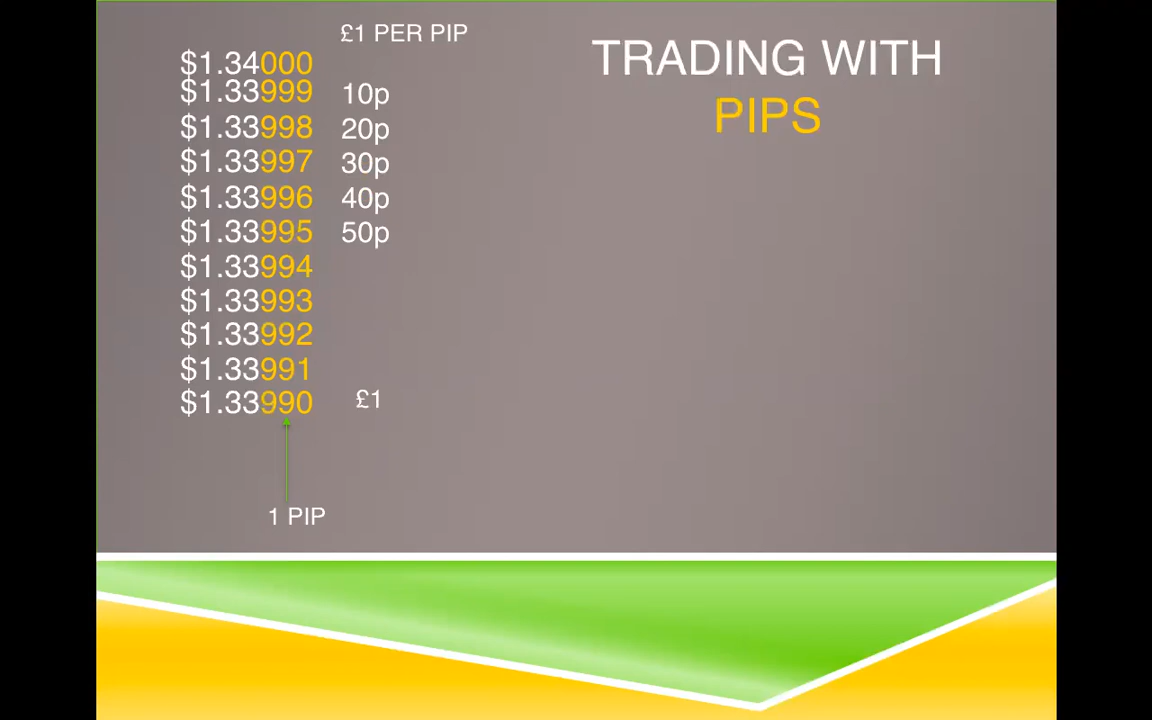 £1 PER PIP
TRADING WITH
PIPS
$1.34000
$1.33999 10p
$1.33998 20p
$1.33997 30p
$1.33996 40p
$1.33995 50p
$1.33994
$1.33993
$1.33992
$1.33991
$1.33990 £1
1 PIP